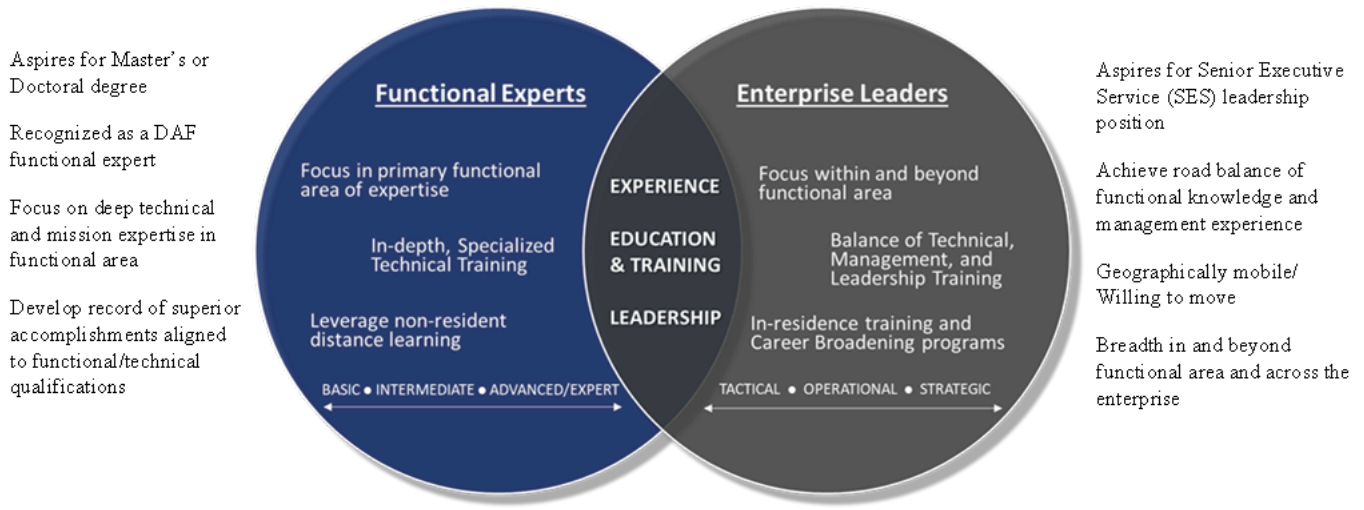 Aspires for Master's or
Doctoral degree
Recognized as a DAF
functional expert
Focus on deep technical
and mission expertise in
functional area
Develop record of superior
accomplishments aligned
to functional/technical
qualifications
Functional Experts
Focus in primary functional
area of expertise
In-depth, Specialized
Technical Training
Leverage non-resident
distance learning
BASIC ● INTERMEDIATE ● ADVANCED/EXPERT
EXPERIENCE
EDUCATION
& TRAINING
LEADERSHIP
Enterprise Leaders
Focus within and beyond
functional area
Balance of Technical,
Management, and
Leadership Training
In-residence training and
Career Broadening programs
TACTICAL ● OPERATIONAL ● STRATEGIC
Aspires for Senior Executive
Service (SES) leadership
position
Achieve road balance of
functional knowledge and
management experience
Geographically mobile/
Willing to move
Breadth in and beyond
functional area and across the
enterprise